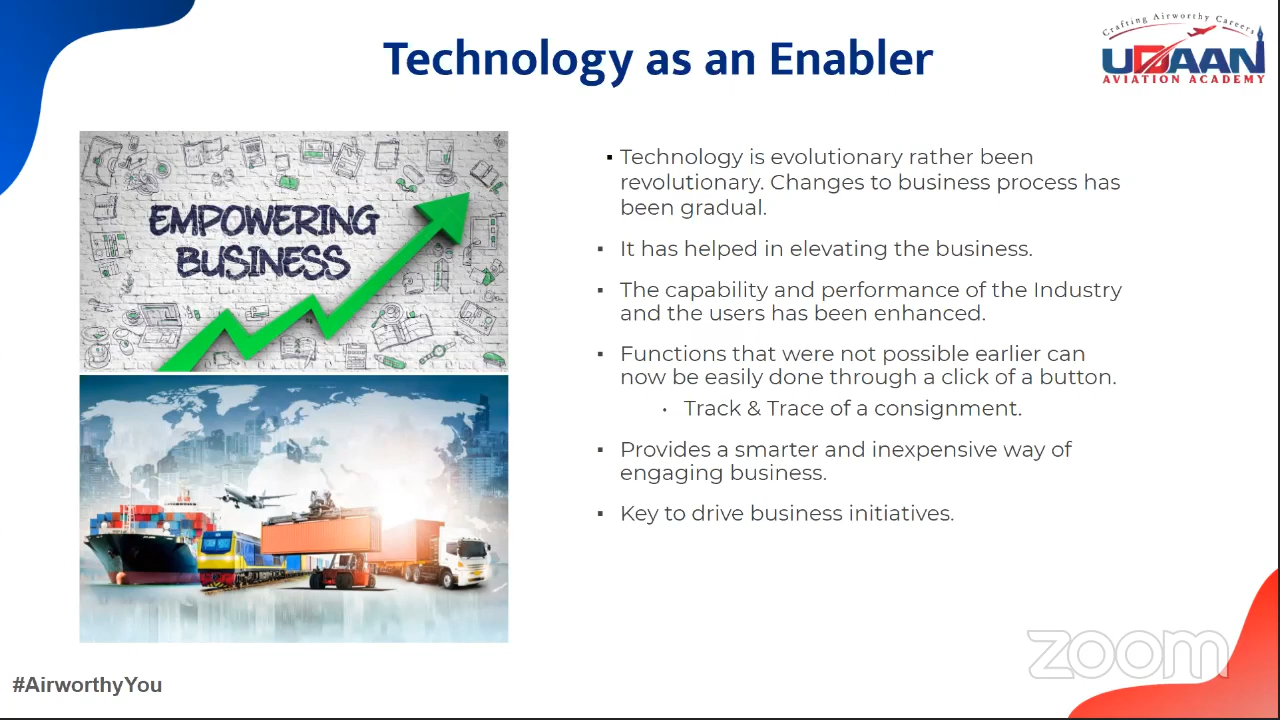 Crafting Airworthy Careers
UDAAN
AVIATION ACADEMY
Technology as an Enabler
EMPOWERING
BUSINESS
▪ Technology is evolutionary rather been
revolutionary. Changes to business process has
been gradual.
▪ It has helped in elevating the business.
▪ The capability and performance of the Industry
and the users has been enhanced.
▪ Functions that were not possible earlier can
now be easily done through a click of a button.
• Track & Trace of a consignment.
▪ Provides a smarter and inexpensive way of
engaging business.
▪ Key to drive business initiatives.
zoom
#AirworthyYou